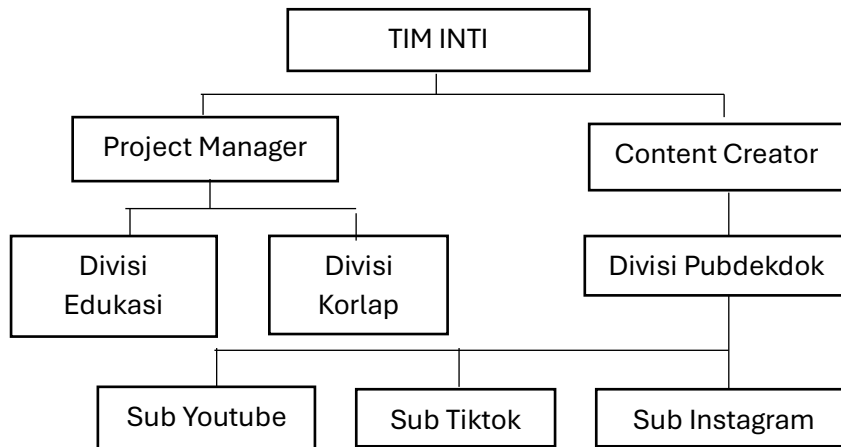 TIM INTI
Project Manager
Content Creator
Divisi
Edukasi
Divisi
Korlap
Divisi Pubdekdok
Sub Youtube
Sub Tiktok
Sub Instagram